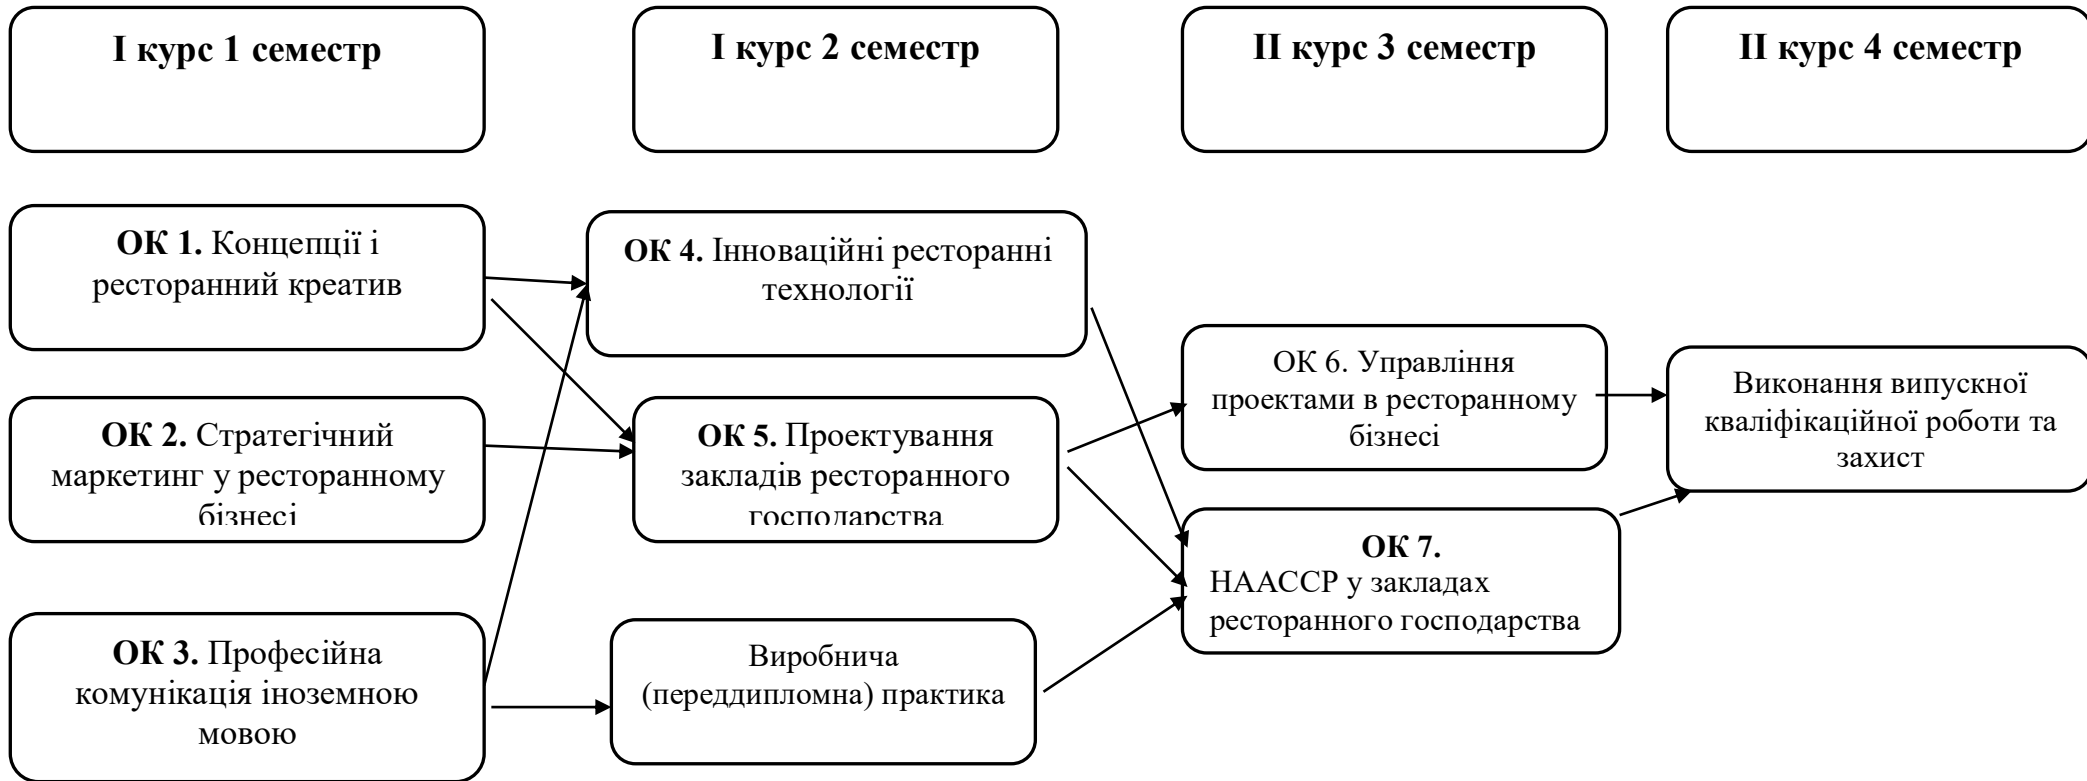 І курс 1 семестр
І курс 2 семестр
ІІ курс 3 семестр
ІІ курс 4 семестр
ОК 1. Концепції і
ресторанний креатив
ОК 2. Стратегічний
маркетинг у ресторанному
бізнесі
ОК 3. Професійна
комунікація іноземною
мовою
ОК 4. Інноваційні ресторанні
технології
ОК 5. Проектування
закладів ресторанного
господарства
Виробнича
(переддипломна) практика
ОК 6. Управління
проектами в ресторанному
бізнесі
ОК 7.
НААССР у закладах
ресторанного господарства
Виконання випускної
кваліфікаційної роботи та
захист